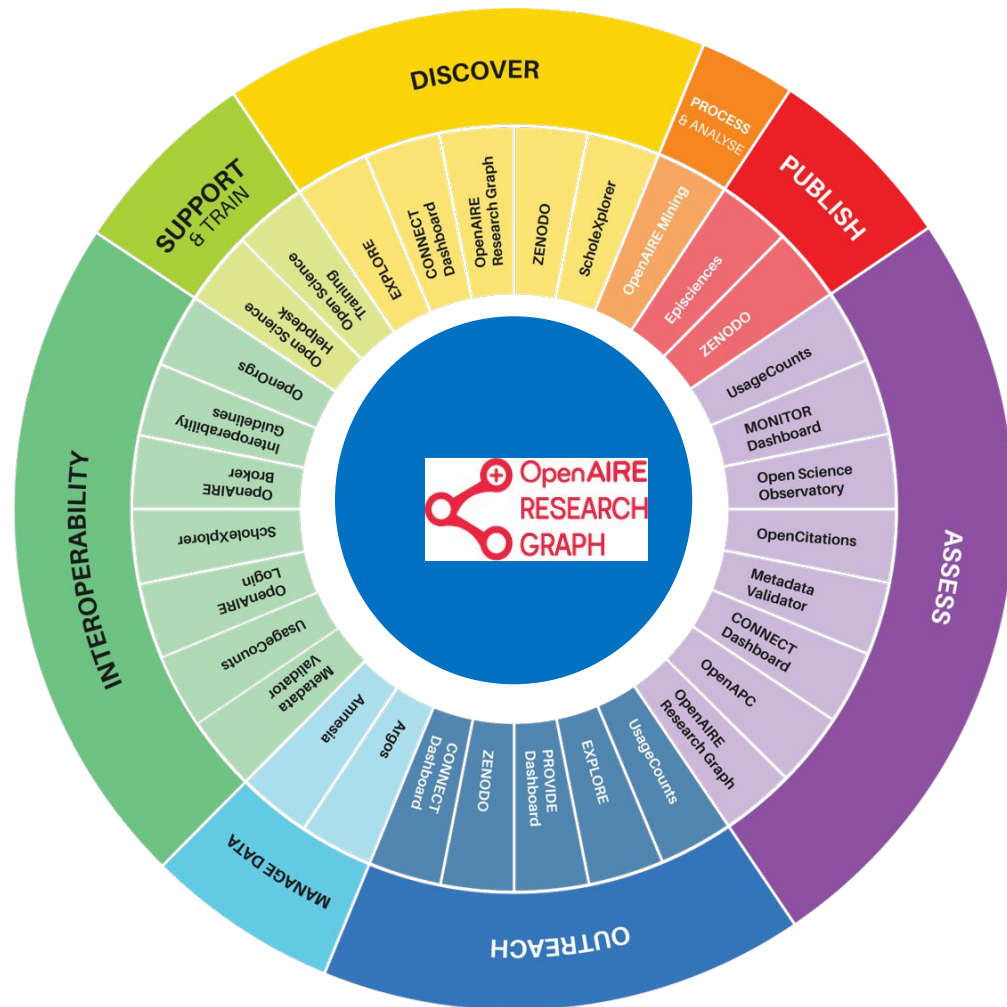 DISCOVER
EXPLORE
CONNECT
Dashboard
OpenAIRE
Research Graph
ZENODO
ScholeXplorer
PROCESS
& ANALYSE
OpenAIRE Mining
PUBLISH
Episciences
ZENODO
ASSESS
UsageCounts
MONITOR
Dashboard
Open Science
Observatory
OpenCitations
Metadata
Validator
CONNECT
Dashboard
OpenAPC
OpenAIRE
Research Graph
OUTREACH
UsageCounts
EXPLORE
PROVIDE
Dashboard
ZENODO
CONNECT
Dashboard
MANAGE DATA
Argos
Amnesia
INTEROPERABILITY
Metadata
Validator
UsageCounts
OpenAIRE
Login
ScholeXplorer
OpenAIRE
Broker
Interoperability
Guidelines
OpenOrgs
SUPPORT
& TRAIN
Open Science
Helpdesk
Open Science
Training
OpenAIRE
RESEARCH
GRAPH